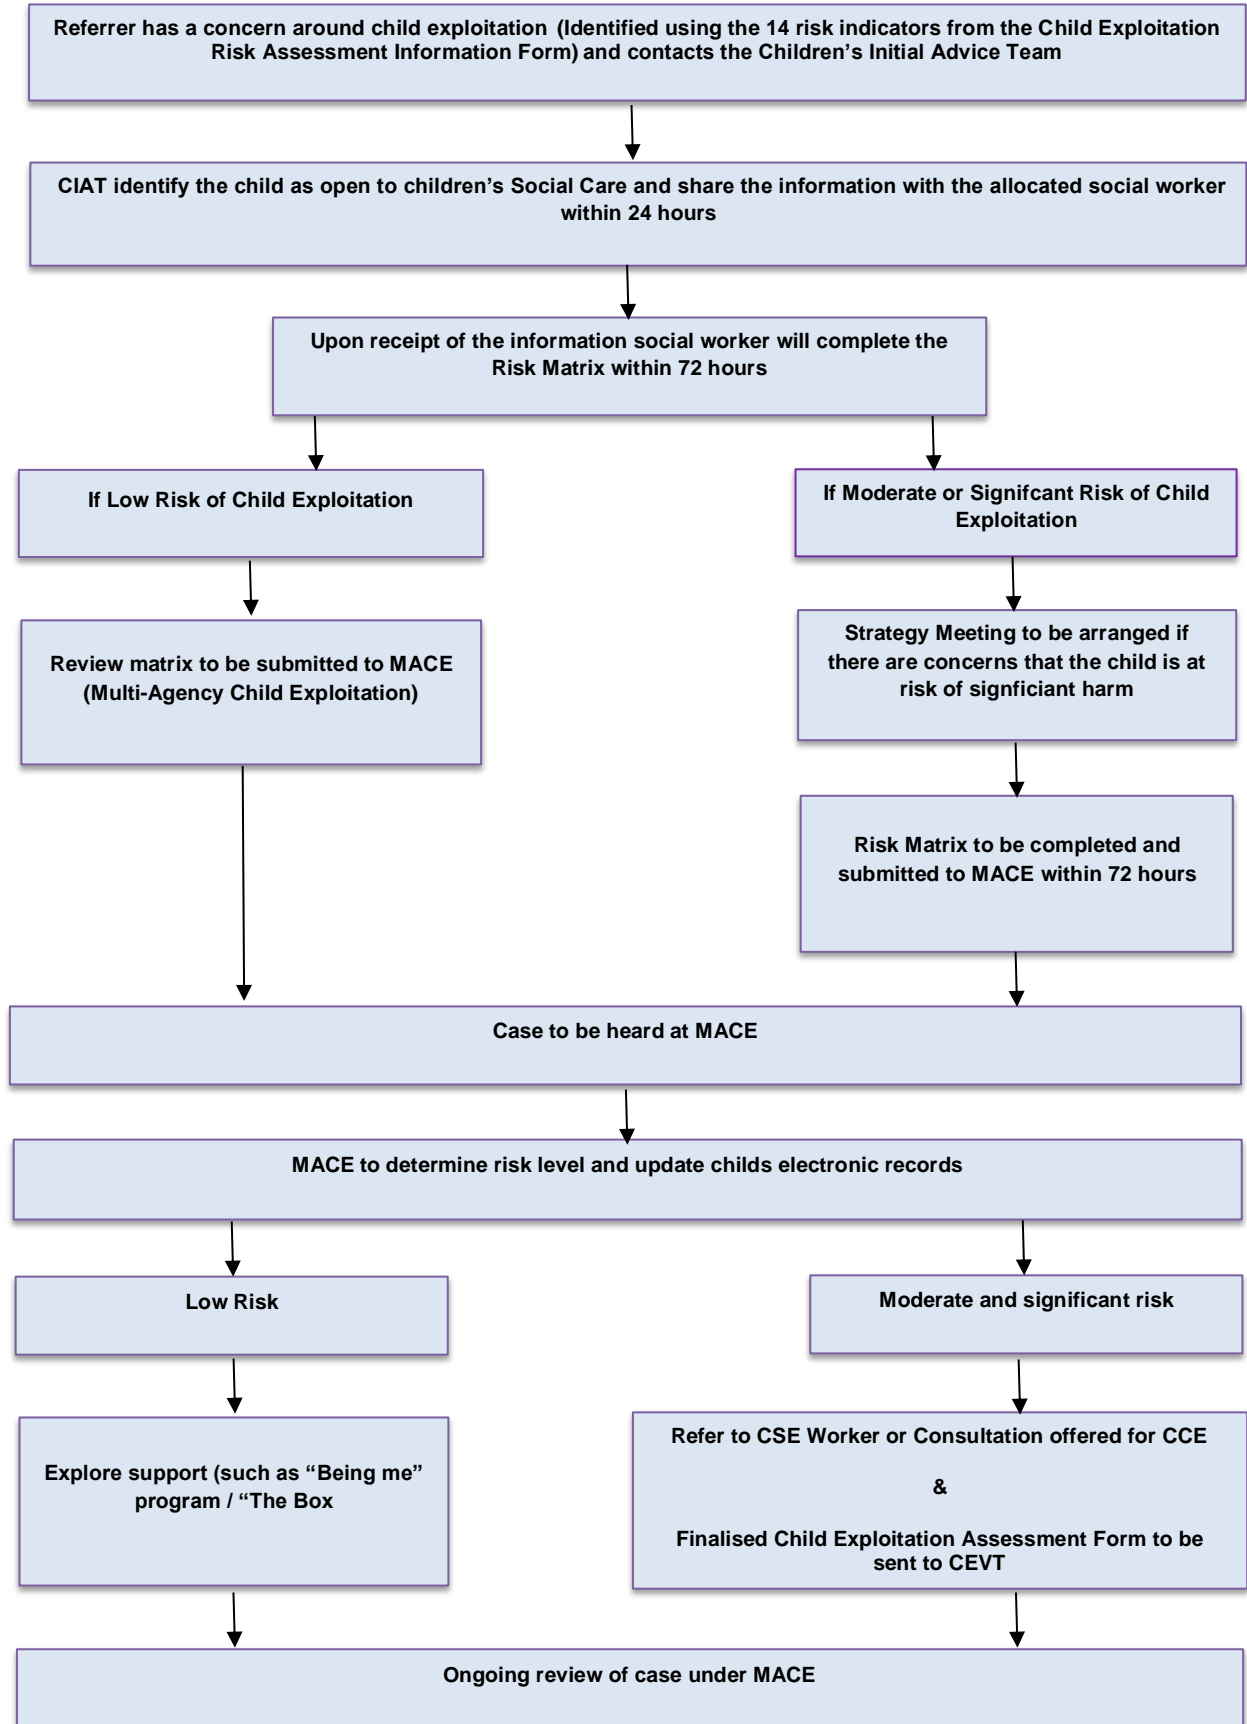 Referrer has a concern around child exploitation (Identified using the 14 risk indicators from the Child Exploitation
Risk Assessment Information Form) and contacts the Children’s Initial Advice Team
CIAT identify the child as open to children’s Social Care and share the information with the allocated social worker
within 24 hours
Upon receipt of the information social worker will complete the
Risk Matrix within 72 hours
If Low Risk of Child Exploitation
If Moderate or Signifcant Risk of Child
Exploitation
Review matrix to be submitted to MACE
(Multi-Agency Child Exploitation)
Strategy Meeting to be arranged if
there are concerns that the child is at
risk of signficiant harm
Risk Matrix to be completed and
submitted to MACE within 72 hours
Case to be heard at MACE
MACE to determine risk level and update childs electronic records
Low Risk
Moderate and significant risk
Explore support (such as “Being me”
program / “The Box
Refer to CSE Worker or Consultation offered for CCE
&
Finalised Child Exploitation Assessment Form to be
sent to CEVT
Ongoing review of case under MACE